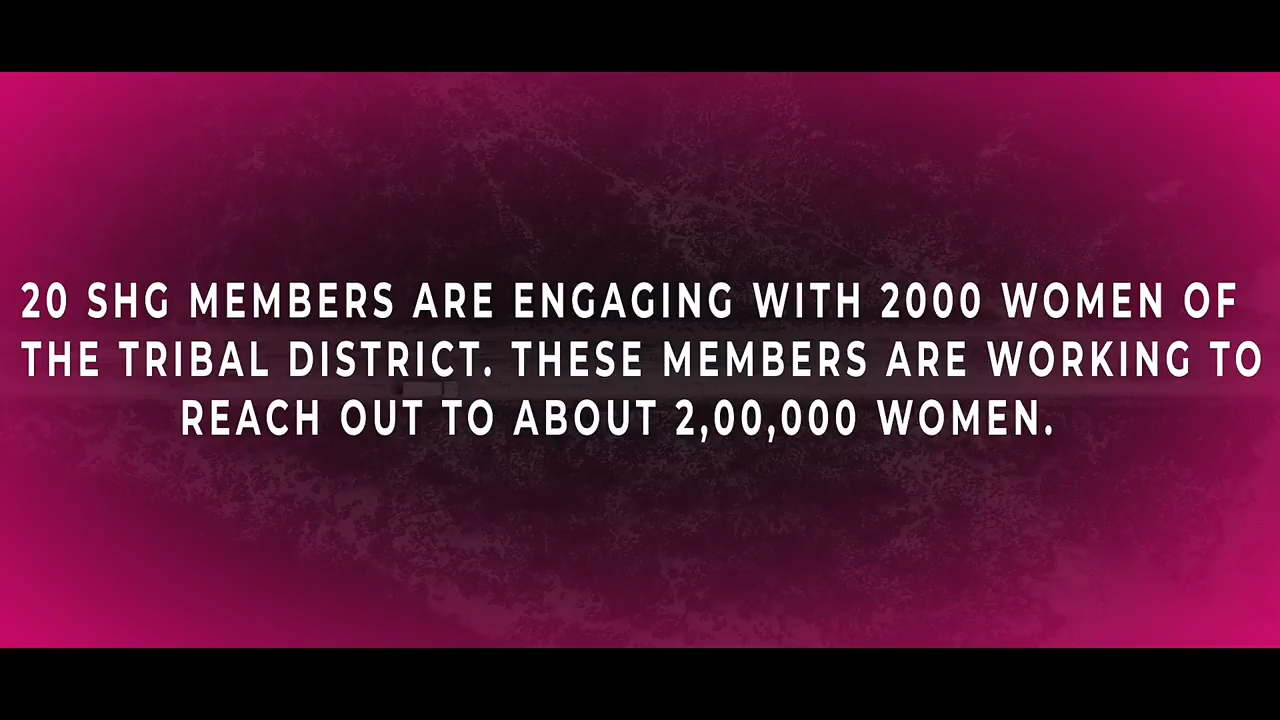 20 SHG MEMBERS ARE ENGAGING WITH 2000 WOMEN OF
THE TRIBAL DISTRICT. THESE MEMBERS ARE WORKING TO
REACH OUT TO ABOUT 2,00,000 WOMEN.